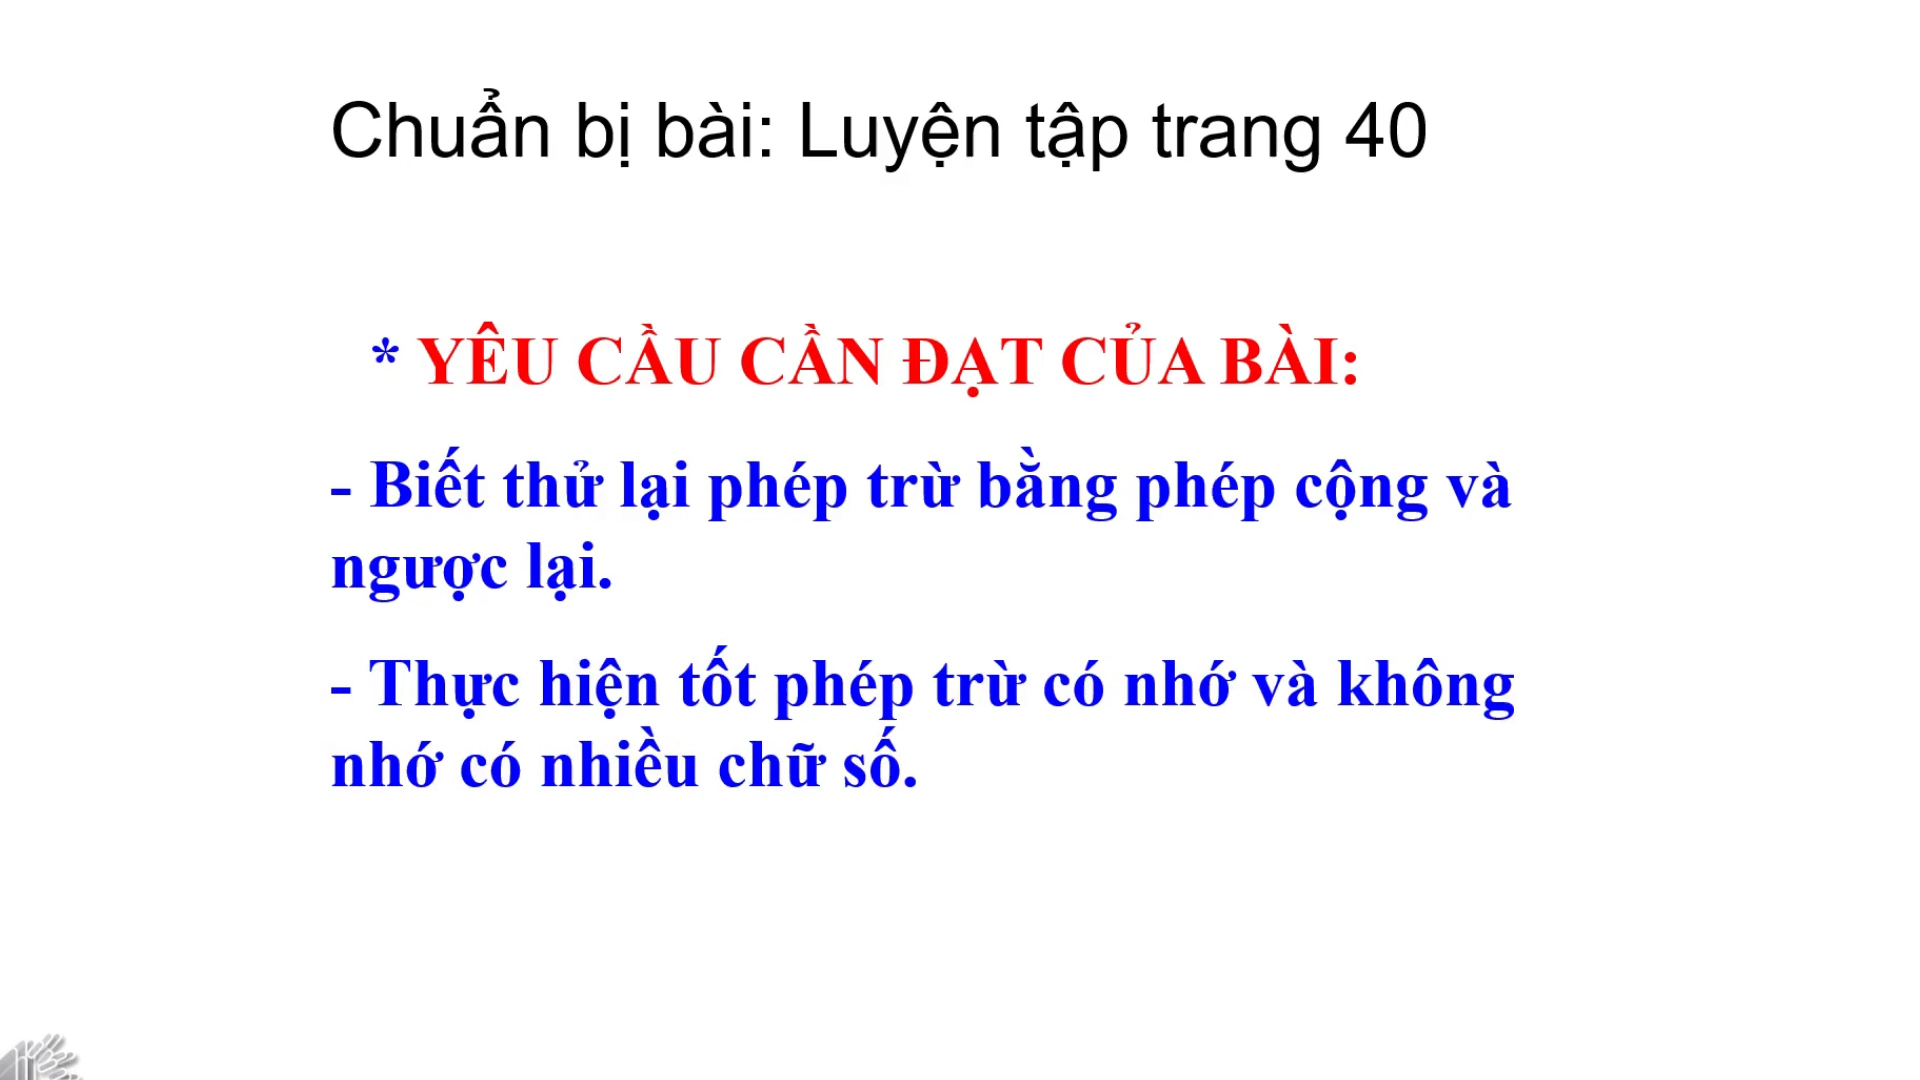 Chuẩn bị bài: Luyện tập trang 40
* YÊU CẦU CẦN ĐẠT CỦA BÀI:
- Biết thử lại phép trừ bằng phép cộng và
ngược lại.
- Thực hiện tốt phép trừ có nhớ và không
nhớ có nhiều chữ số.